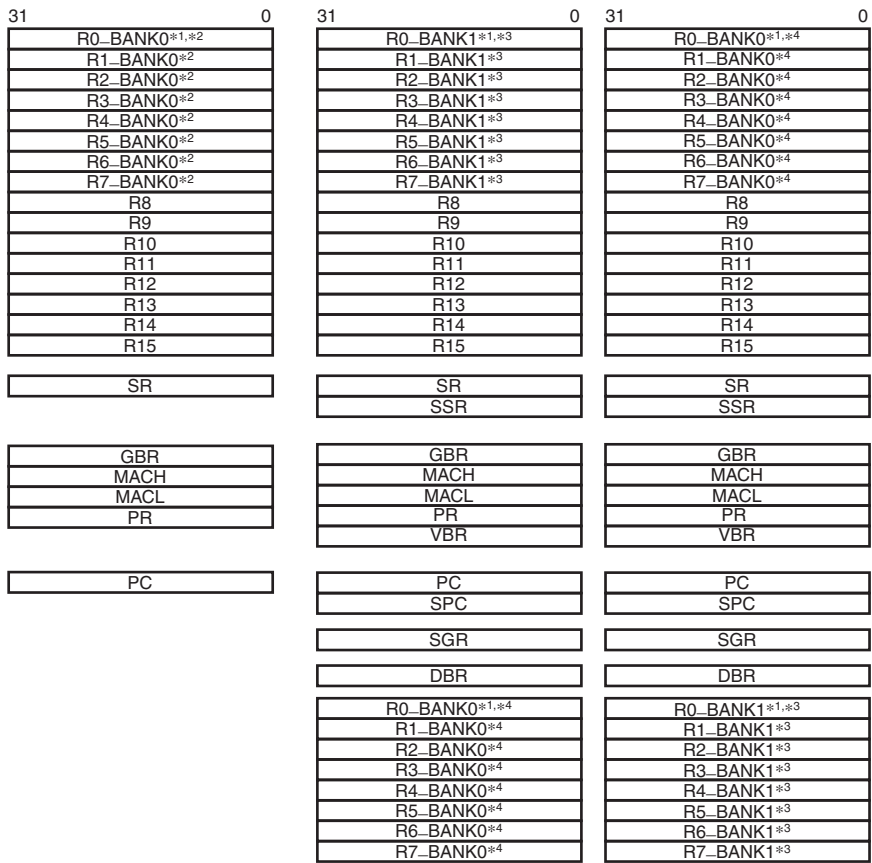 31 0 31 0 31 0
R0_BANK0*1,*2 R0_BANK1*1,*3 R0_BANK0*1,*4
R1_BANK0*2 R1_BANK1*3 R1_BANK0*4
R2_BANK0*2 R2_BANK1*3 R2_BANK0*4
R3_BANK0*2 R3_BANK1*3 R3_BANK0*4
R4_BANK0*2 R4_BANK1*3 R4_BANK0*4
R5_BANK0*2 R5_BANK1*3 R5_BANK0*4
R6_BANK0*2 R6_BANK1*3 R6_BANK0*4
R7_BANK0*2 R7_BANK1*3 R7_BANK0*4
R8 R8 R8
R9 R9 R9
R10 R10 R10
R11 R11 R11
R12 R12 R12
R13 R13 R13
R14 R14 R14
R15 R15 R15
SR SR SR
SSR SSR
GBR GBR GBR
MACH MACH MACH
MACL MACL MACL
PR PR PR
VBR VBR
PC PC PC
SPC SPC
SGR SGR
DBR DBR
R0_BANK0*1,*4 R0_BANK1*1,*3
R1_BANK0*4 R1_BANK1*3
R2_BANK0*4 R2_BANK1*3
R3_BANK0*4 R3_BANK1*3
R4_BANK0*4 R4_BANK1*3
R5_BANK0*4 R5_BANK1*3
R6_BANK0*4 R6_BANK1*3
R7_BANK0*4 R7_BANK1*3